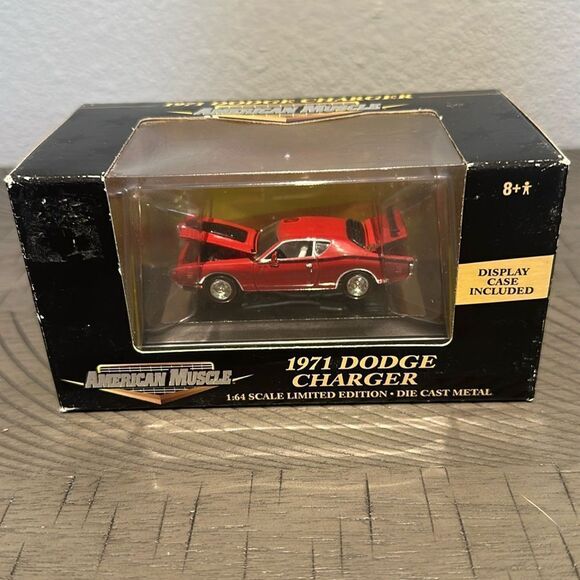 1971 DODGE CHARGER
AMERICAN MUSCLE
8+
DISPLAY
CASE
INCLUDED
AMERICAN MUSCLE
1971 DODGE
CHARGER
1:64 SCALE LIMITED EDITION • DIE CAST METAL